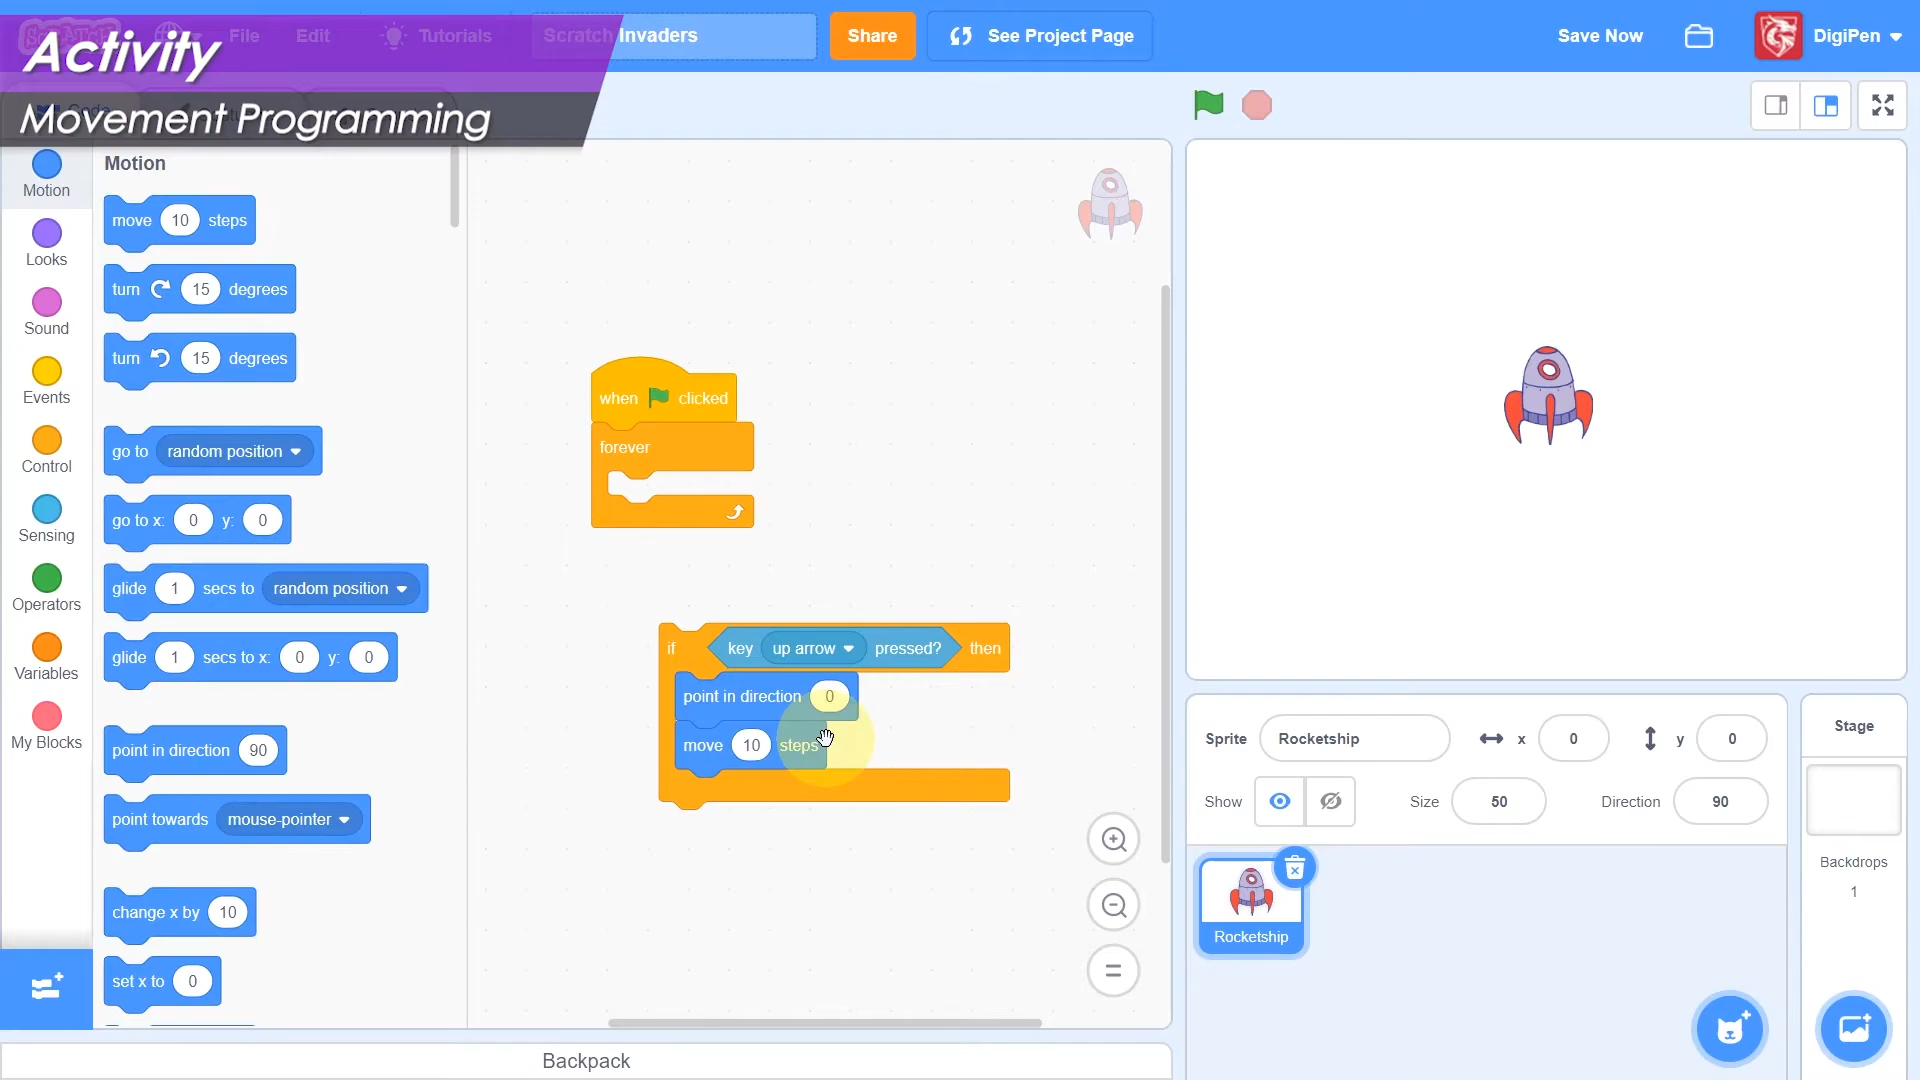 Activity
Movement Programming
File
Edit
Tutorials
Scratch Invaders
Share
See Project Page
Save Now
DigiPen
Motion
Looks
Sound
Events
Control
Sensing
Operators
Variables
My Blocks
Motion
move 10 steps
turn 15 degrees
turn 15 degrees
go to random position
go to x: 0 y: 0
glide 1 secs to random position
glide 1 secs to x: 0 y: 0
point in direction 90
point towards mouse-pointer
change x by 10
set x to 0
when clicked
forever
if key up arrow pressed? then
point in direction 0
move 10 steps
Backpack
Sprite Rocketship x 0 y 0
Show Size 50 Direction 90
Rocketship
Stage
Backdrops
1